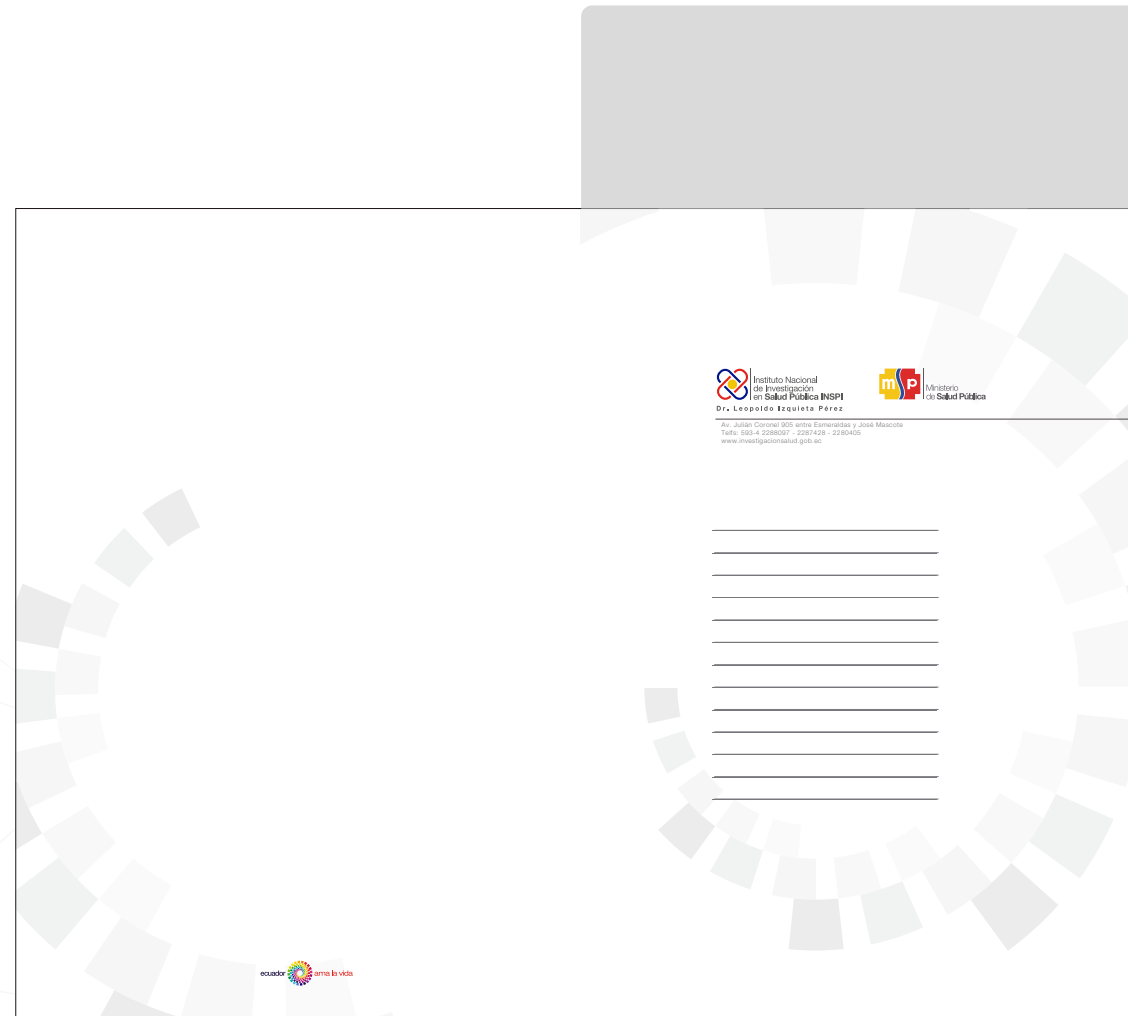 Instituto Nacional
de Investigación
en Salud Pública INSPI
Dr. Leopoldo Izquieta Pérez
msp
Ministerio
de Salud Pública
Av. Julián Coronel 905 entre Esmeraldas y José Mascote
Telfs: 593-4 2288097 - 2287428 - 2280405
www.investigacionsalud.gob.ec
ecuador ama la vida